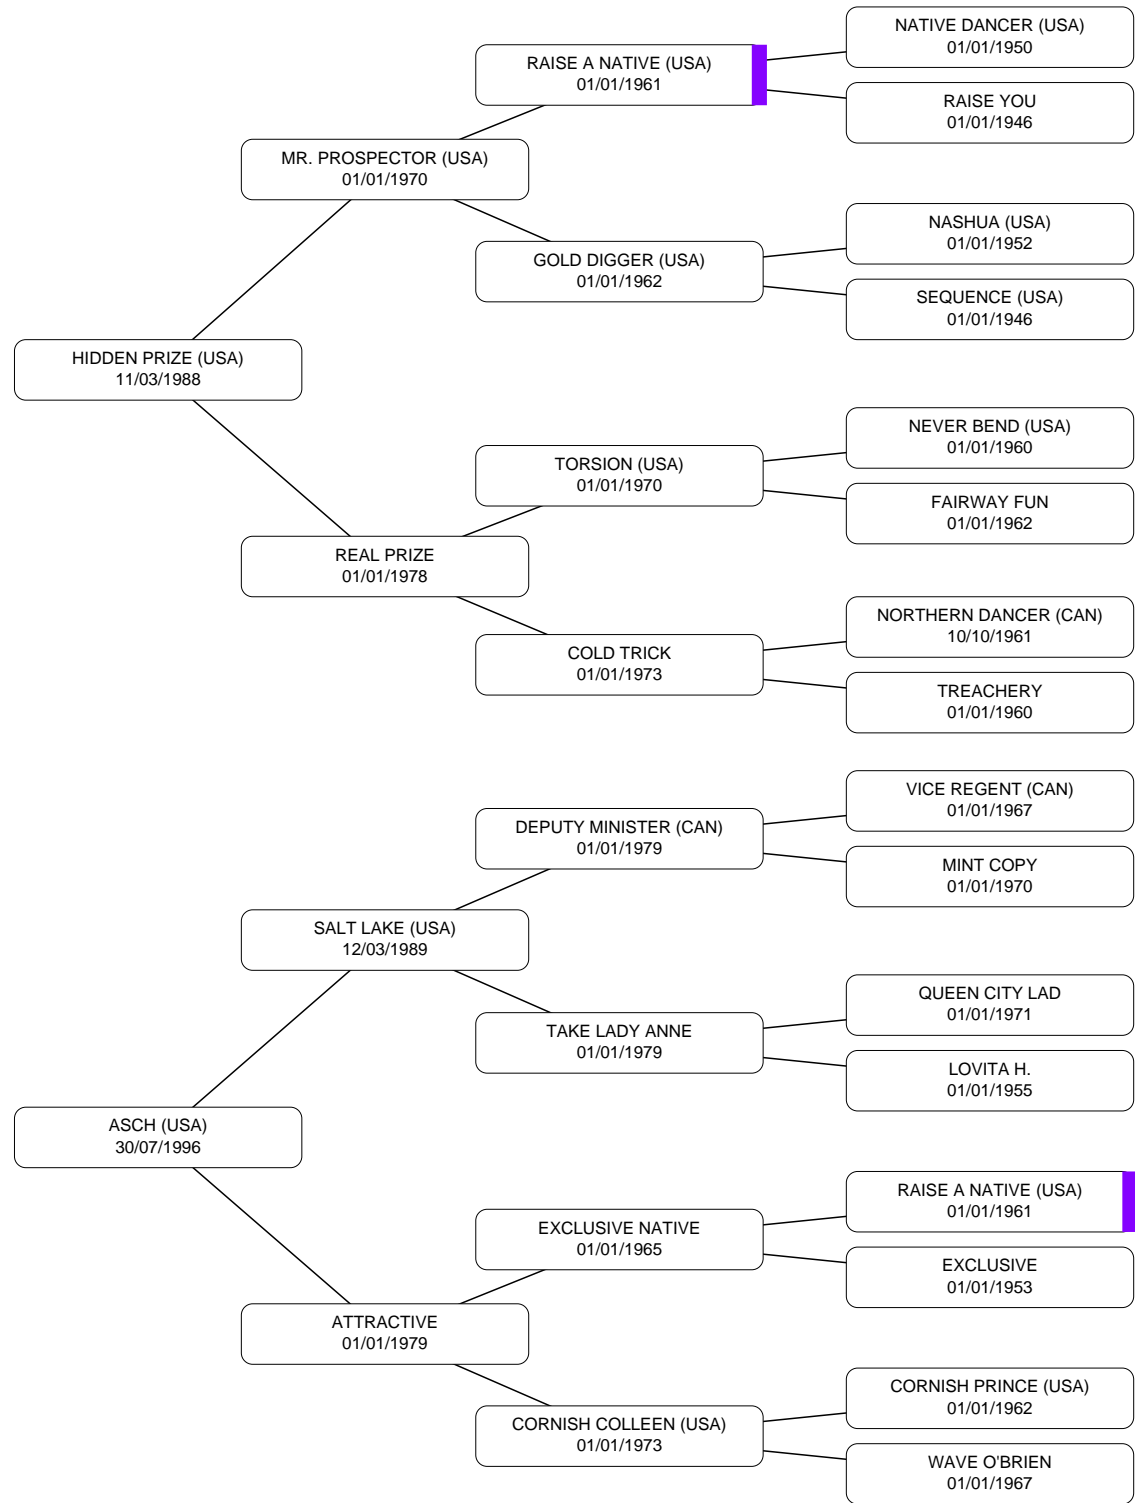 NATIVE DANCER (USA)
01/01/1950
RAISE A NATIVE (USA)
01/01/1961
RAISE YOU
01/01/1946
MR. PROSPECTOR (USA)
01/01/1970
NASHUA (USA)
01/01/1952
GOLD DIGGER (USA)
01/01/1962
SEQUENCE (USA)
01/01/1946
HIDDEN PRIZE (USA)
11/03/1988
NEVER BEND (USA)
01/01/1960
TORSION (USA)
01/01/1970
FAIRWAY FUN
01/01/1962
REAL PRIZE
01/01/1978
NORTHERN DANCER (CAN)
10/10/1961
COLD TRICK
01/01/1973
TREACHERY
01/01/1960
VICE REGENT (CAN)
01/01/1967
DEPUTY MINISTER (CAN)
01/01/1979
MINT COPY
01/01/1970
SALT LAKE (USA)
12/03/1989
QUEEN CITY LAD
01/01/1971
TAKE LADY ANNE
01/01/1979
LOVITA H.
01/01/1955
ASCH (USA)
30/07/1996
RAISE A NATIVE (USA)
01/01/1961
EXCLUSIVE NATIVE
01/01/1965
EXCLUSIVE
01/01/1953
ATTRACTIVE
01/01/1979
CORNISH PRINCE (USA)
01/01/1962
CORNISH COLLEEN (USA)
01/01/1973
WAVE O'BRIEN
01/01/1967